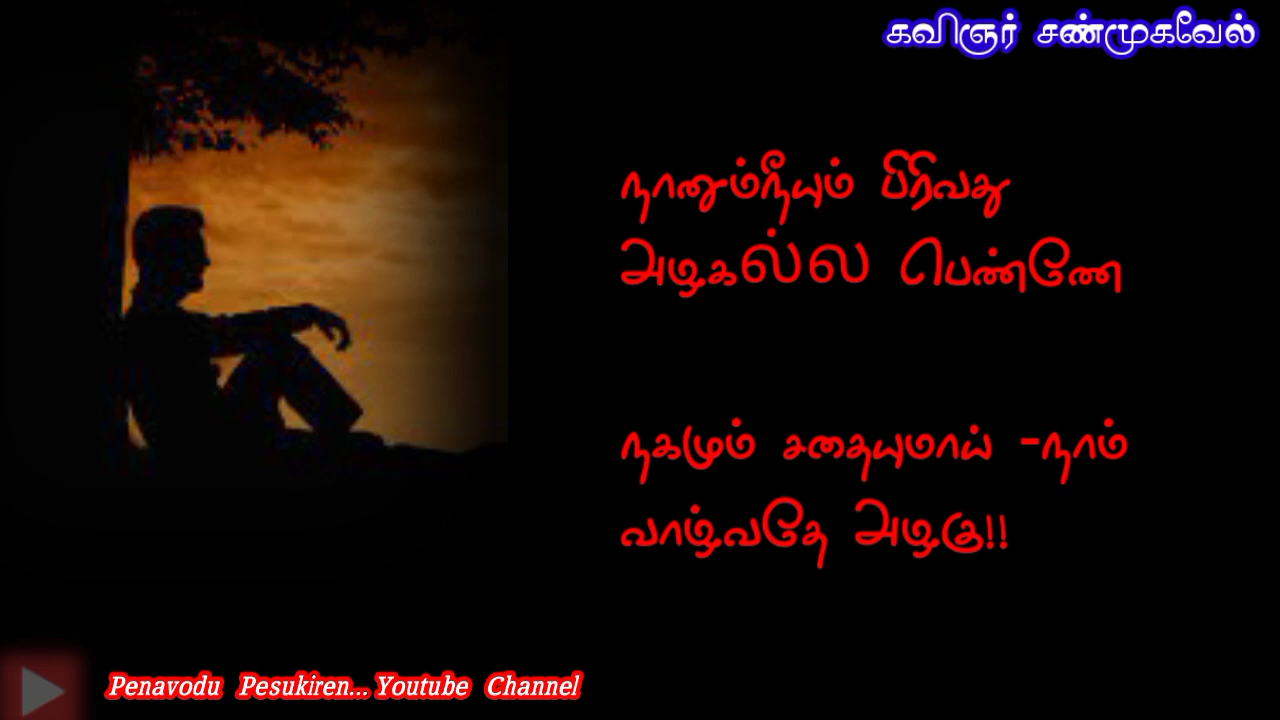 கவிஞர் சண்முகவேல்
நானும்நீயும் பிரிவது
அழகல்ல பெண்ணே
நகமும் சதையுமாய் -நாம்
வாழ்வதே அழகு!!
Penavodu Pesukiren... Youtube Channel